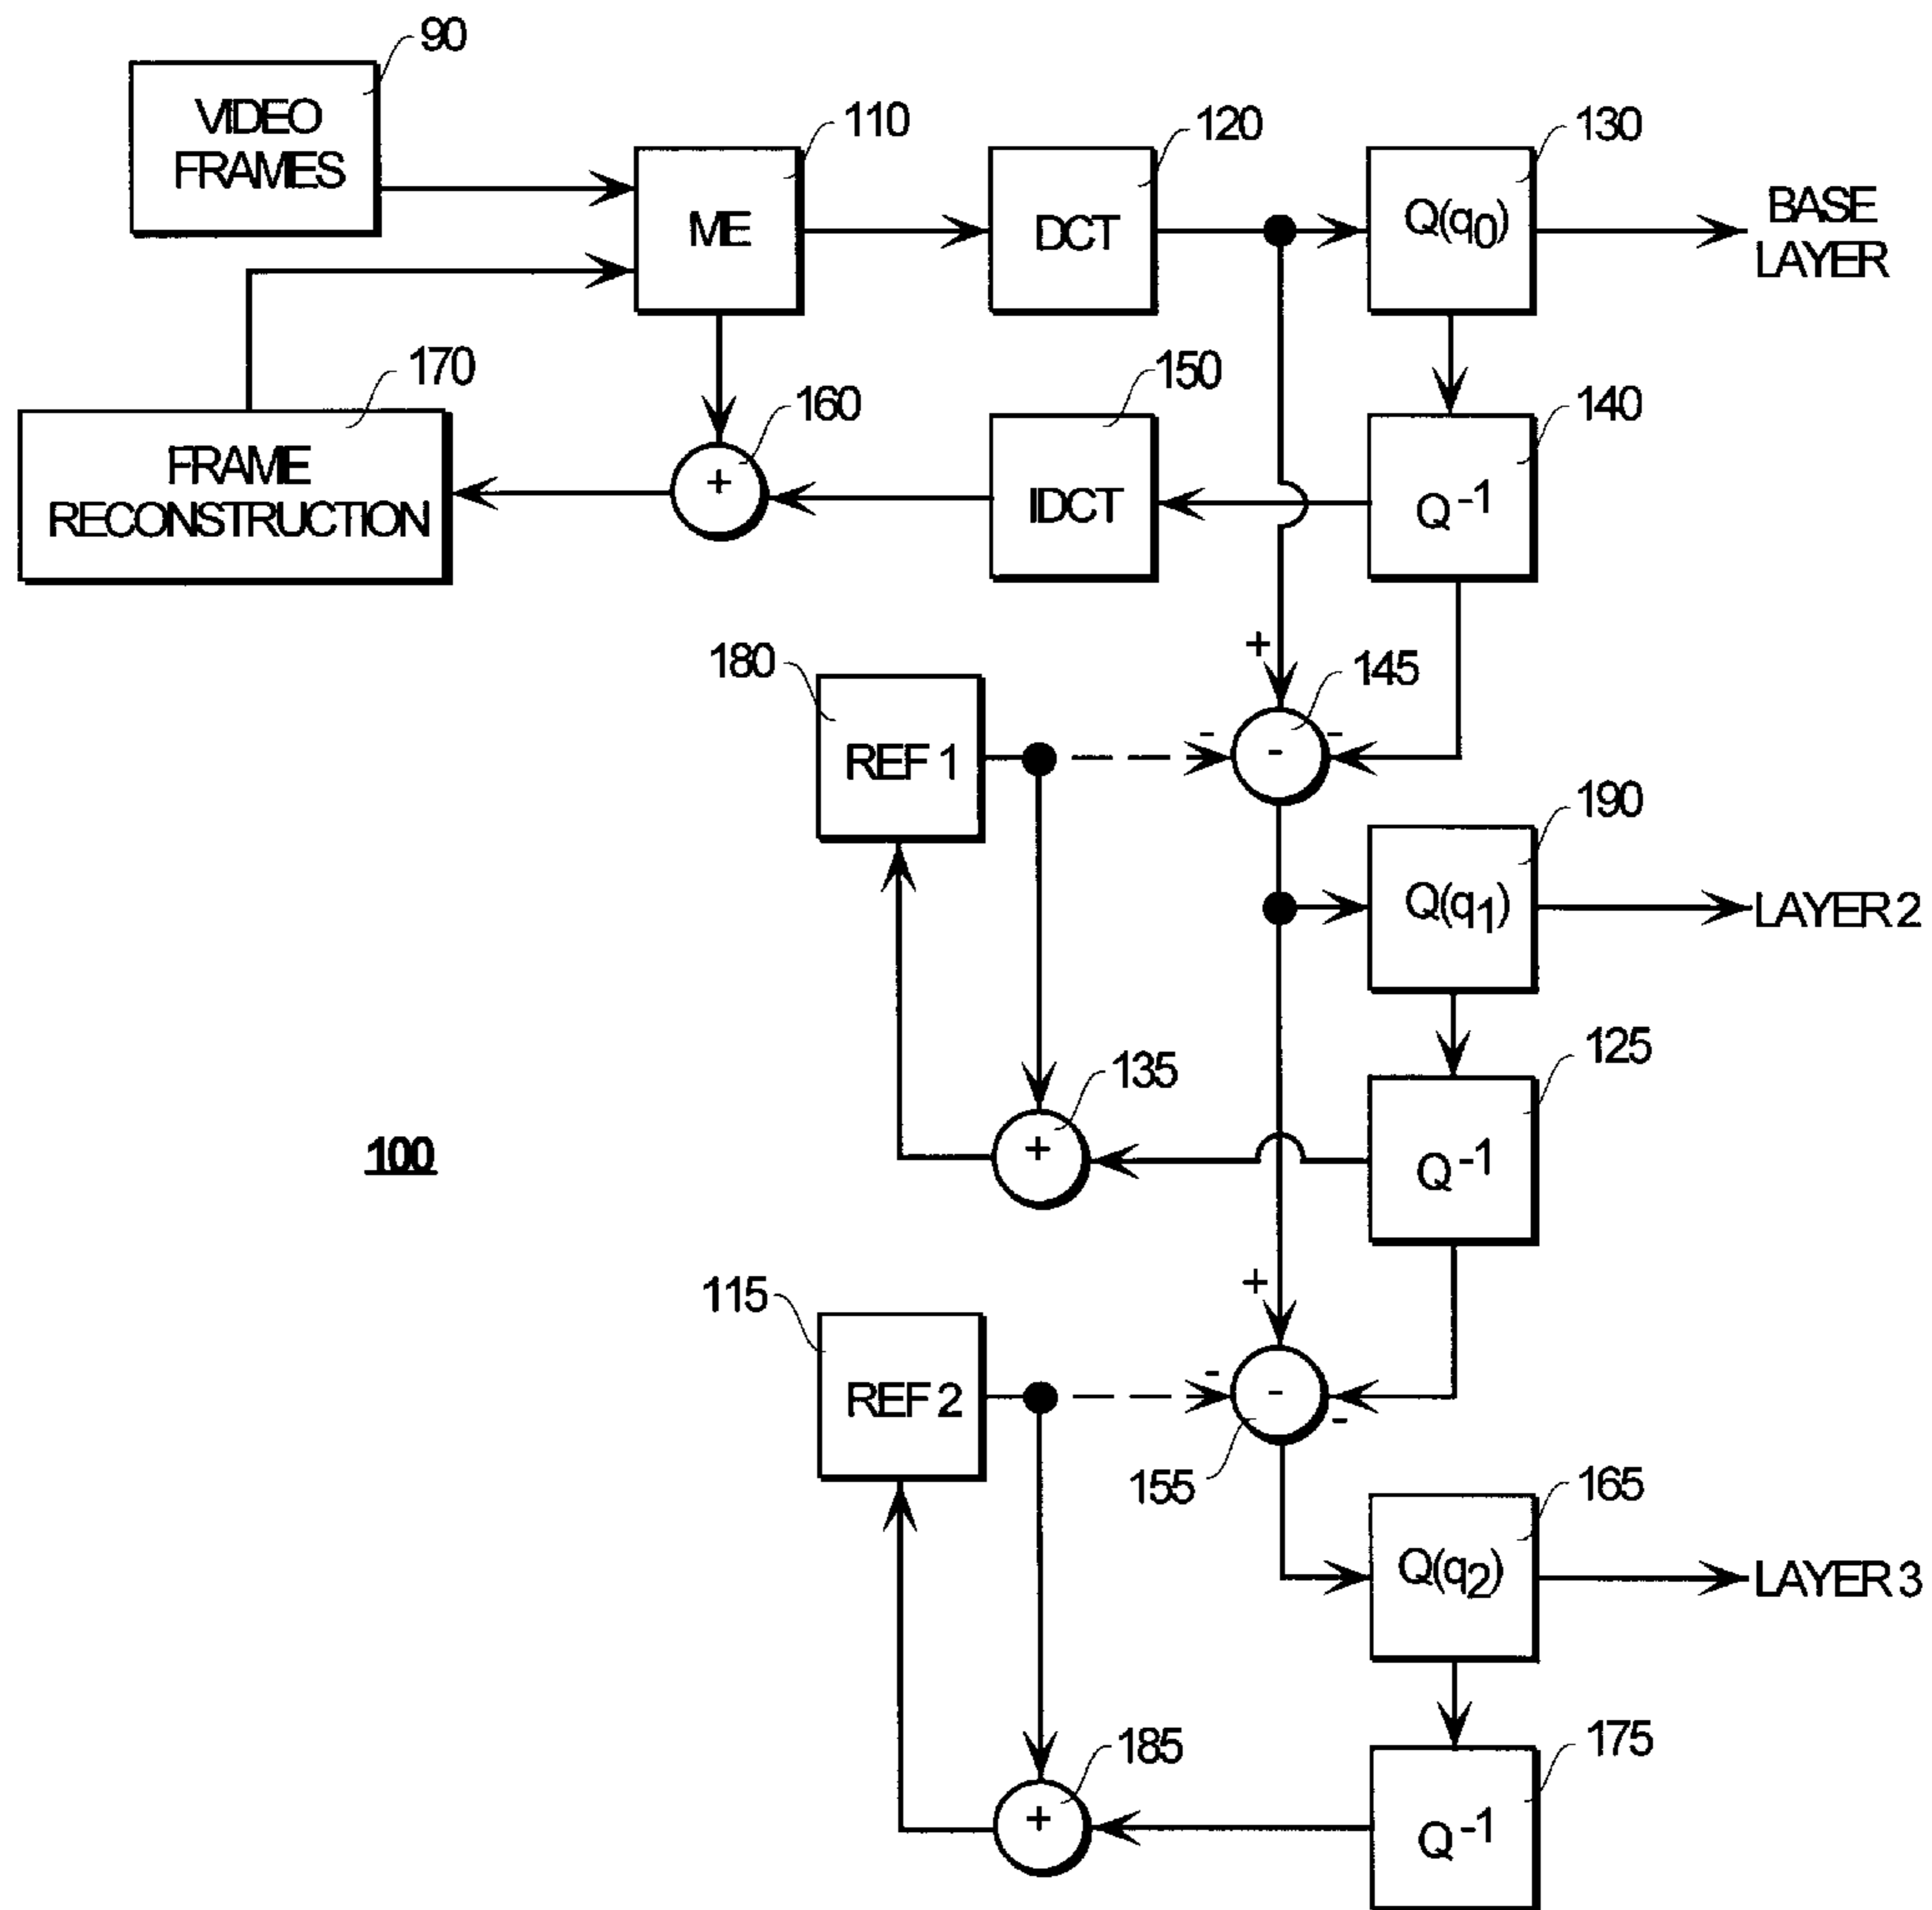 90
VIDEO
FRAMES
110
120
130
ME
DCT
Q(q0)
BASE
LAYER
170
160
150
140
FRAME
RECONSTRUCTION
+
IDCT
Q -1
+
180
145
REF 1
-
-
-
190
Q(q1)
LAYER 2
125
135
100
+
Q -1
+
115
REF 2
-
-
-
155
165
Q(q2)
LAYER 3
185
175
+
Q -1